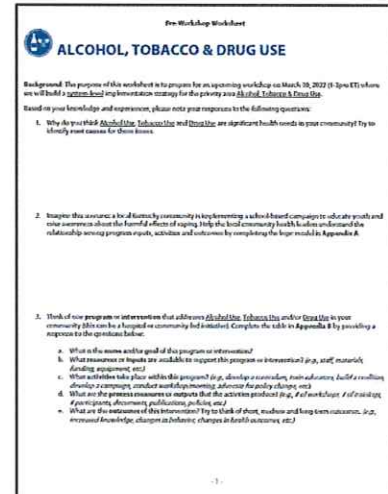 Pre-Workshop Worksheet
ALCOHOL, TOBACCO & DRUG USE
Background: The purpose of this worksheet is to prepare for an upcoming workshop on March 30, 2022 (1-3pm ET) where
we will build a system-level implementation strategy for the priority area Alcohol, Tobacco & Drug Use.
Based on your knowledge and experiences, please note your responses to the following questions:
1. Why do you think Alcohol Use, Tobacco Use and Drug Use are significant health needs in your community? Try to
identify root causes for these issues.
2. Imagine this scenario: a local Kentucky community is implementing a school-based campaign to educate youth and
raise awareness about the harmful effects of vaping. Help the local community health leaders understand the
relationship among program inputs, activities and outcomes by completing the logic model in Appendix A
3. Think of one program or intervention that addresses Alcohol Use, Tobacco Use and/or Drug Use in your
community (this can be a hospital or community-led initiative). Complete the table in Appendix B by providing a
response to the questions below.
a. What is the name and/or goal of this program or intervention?
b. What resources or inputs are available to support this program or intervention? (e.g., staff, materials,
funding, equipment, etc.)
c. What activities take place within this program? (e.g., develop a curriculum, train educators, build a coalition,
develop a campaign, conduct workshop/meeting, advocate for policy change, etc.)
d. What are the process measures or outputs that the activities produce? (e.g., # of workshops, # of trainings,
# participants, documents, publications, policies, etc.)
e. What are the outcomes of this intervention? Try to think of short, medium and long-term outcomes. (e.g.,
increased knowledge, changes in behavior, changes in health outcomes, etc.)
- 1 -